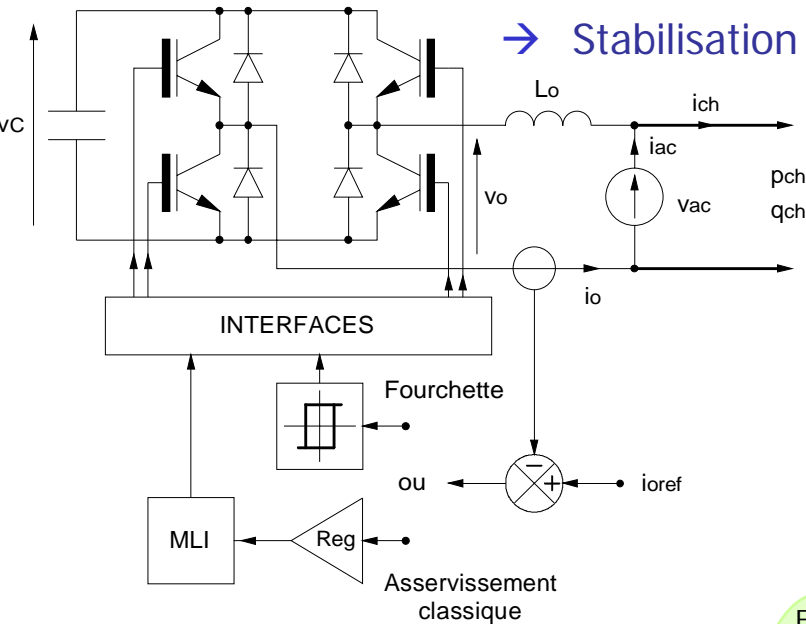 → Stabilisation
vC
Lo
ich
iac
vo
vac
pch
qch
io
INTERFACES
Fourchette
ou
− +
ioref
MLI
Reg
Asservissement
classique